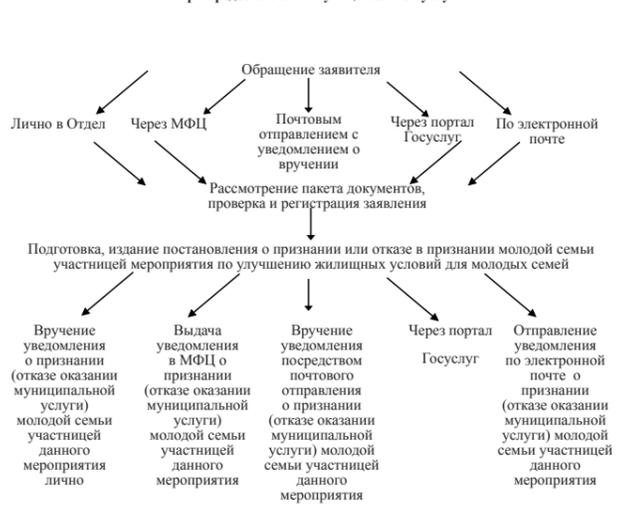 Обращение заявителя
Лично в Отдел
Через МФЦ
Почтовым
отправлением с
уведомлением о
вручении
Через портал
Госуслуг
По электронной
почте
Рассмотрение пакета документов,
проверка и регистрация заявления
Подготовка, издание постановления о признании или отказе в признании молодой семьи
участницей мероприятия по улучшению жилищных условий для молодых семей
Вручение
уведомления
о признании
(отказе оказании
муниципальной
услуги)
молодой семьи
участницей
данного
мероприятия
лично
Выдача
уведомления
в МФЦ о
признании
(отказе оказании
муниципальной
услуги)
молодой семьи
участницей
данного
мероприятия
Вручение
уведомления
посредством
почтового
отправления
о признании
(отказе оказании
муниципальной
услуги) молодой
семьи участницей
данного
мероприятия
Через портал
Госуслуг
Отправление
уведомления
по электронной
почте о
признании
(отказе оказании
муниципальной
услуги) молодой
семьи участницей
данного
мероприятия